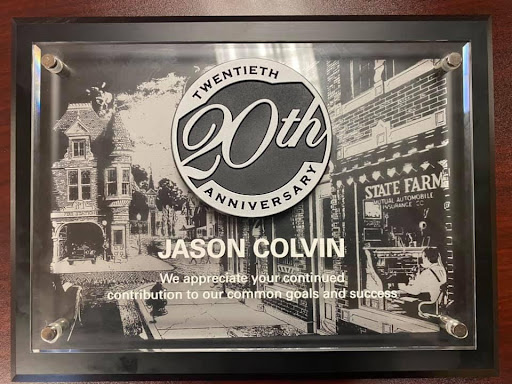 TWENTIETH
20th
ANNIVERSARY
STATE FARM
MUTUAL AUTOMOBILE
INSURANCE CO.
JASON COLVIN
We appreciate your continued
contribution to our common goals and success